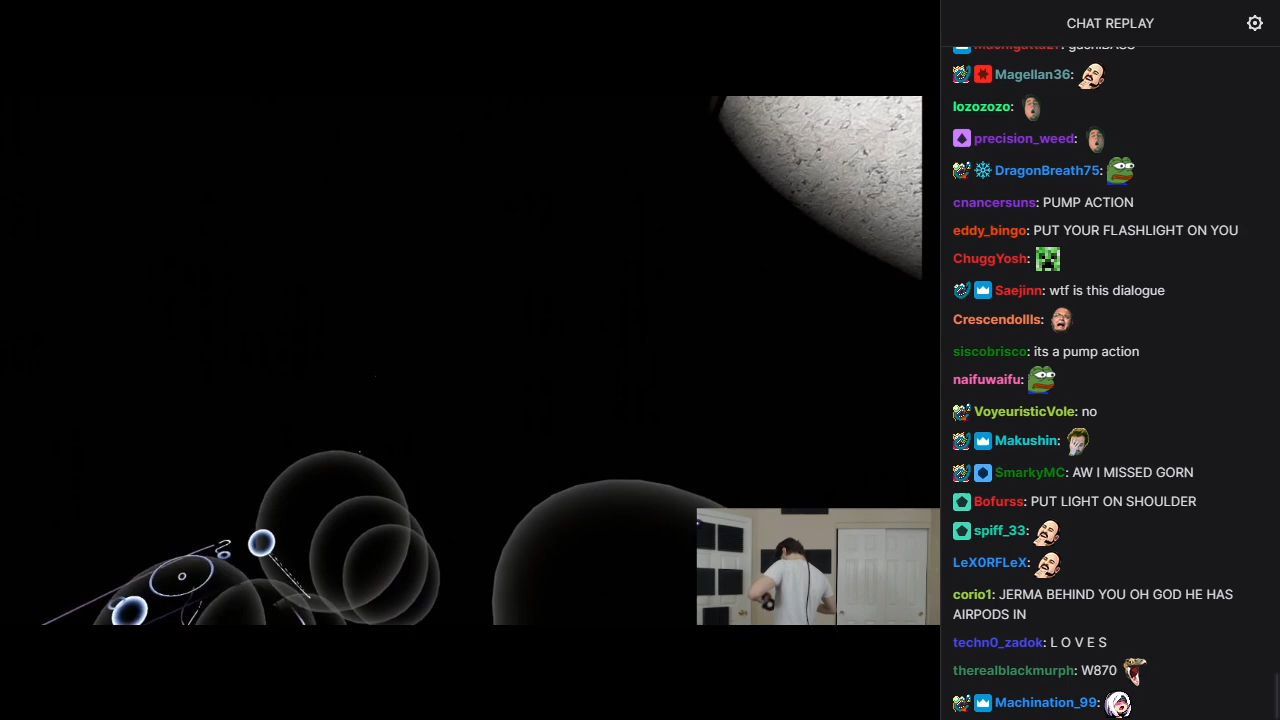 CHAT REPLAY
Magellan36:
lozozozo:
precision_weed:
DragonBreath75:
cnancersuns: PUMP ACTION
eddy_bingo: PUT YOUR FLASHLIGHT ON YOU
ChuggYosh:
Saejinn: wtf is this dialogue
Crescendollls:
siscobrisco: its a pump action
naifuwaifu:
VoyeuristicVole: no
Makushin:
SmarkyMC: AW I MISSED GORN
Bofurss: PUT LIGHT ON SHOULDER
spiff_33:
LeX0RFLeX:
corio1: JERMA BEHIND YOU OH GOD HE HAS
AIRPODS IN
techn0_zadok: L O V E S
therealblackmurph: W870
Machination_99: